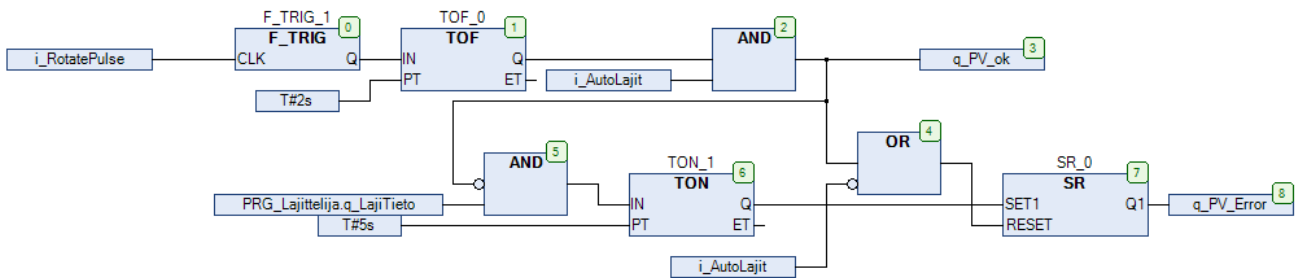 F_TRIG_1
0
F_TRIG
i_RotatePulse
CLK
Q
TOF_0
1
TOF
IN
Q
PT
ET
T#2s
AND
2
i_AutoLajit
3
q_PV_ok
AND
5
PRG_Lajittelija.q_LajiTieto
T#5s
TON_1
6
TON
IN
Q
PT
ET
i_AutoLajit
OR
4
SR_0
7
SR
SET1
Q1
RESET
8
q_PV_Error